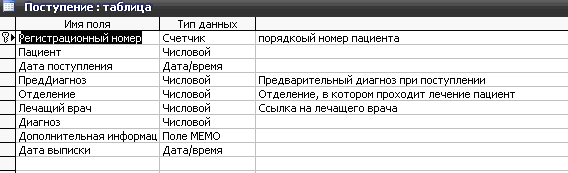 Поступение : таблица
Имя поля Тип данных
Регистрационный номер Счетчик порядкоый номер пациента
Пациент Числовой
Дата поступления Дата/время
ПредДиагноз Числовой Предварительный диагноз при поступлении
Отделение Числовой Отделение, в котором проходит лечение пациент
Лечащий врач Числовой Ссылка на лечащего врача
Диагноз Числовой
Дополнительная информац Поле МЕМО
Дата выписки Дата/время